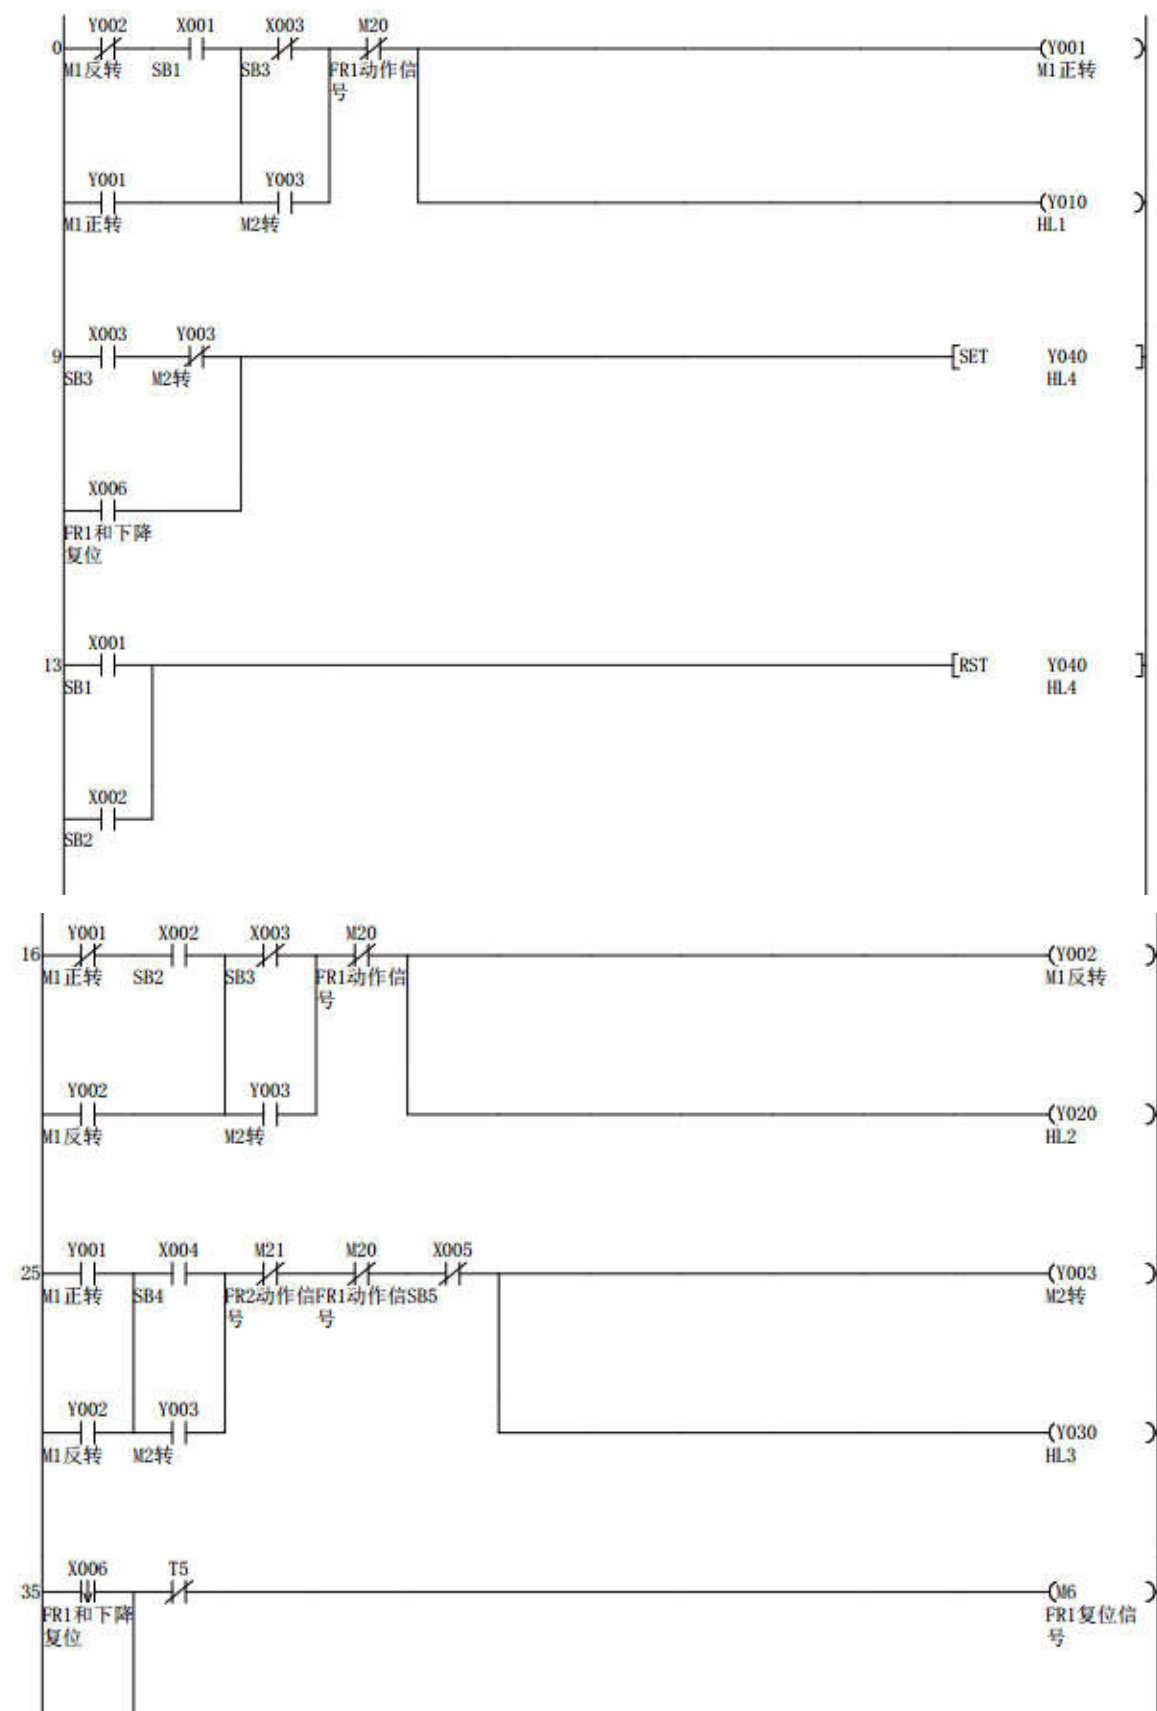 Y002 X001 X003 M20
0 (Y001 )
M1反转 SB1 SB3 FR1动作信号 M1正转
Y001 Y003
(Y010 )
M1正转 M2转 HL1
X003 Y003
9 [SET Y040 ]
SB3 M2转 HL4
X006
FR1和下降
复位
X001
13 [RST Y040 ]
SB1 HL4
X002
SB2
Y001 X002 X003 M20
16 (Y002 )
M1正转 SB2 SB3 FR1动作信号 M1反转
Y002 Y003
(Y020 )
M1反转 M2转 HL2
Y001 X004 M21 M20 X005
25 (Y003 )
M1正转 SB4 FR2动作信号 FR1动作信号 SB5 M2转
Y002 Y003
(Y030 )
M1反转 M2转 HL3
X006 T5
35 (M6 )
FR1和下降 FR1复位信
复位 号